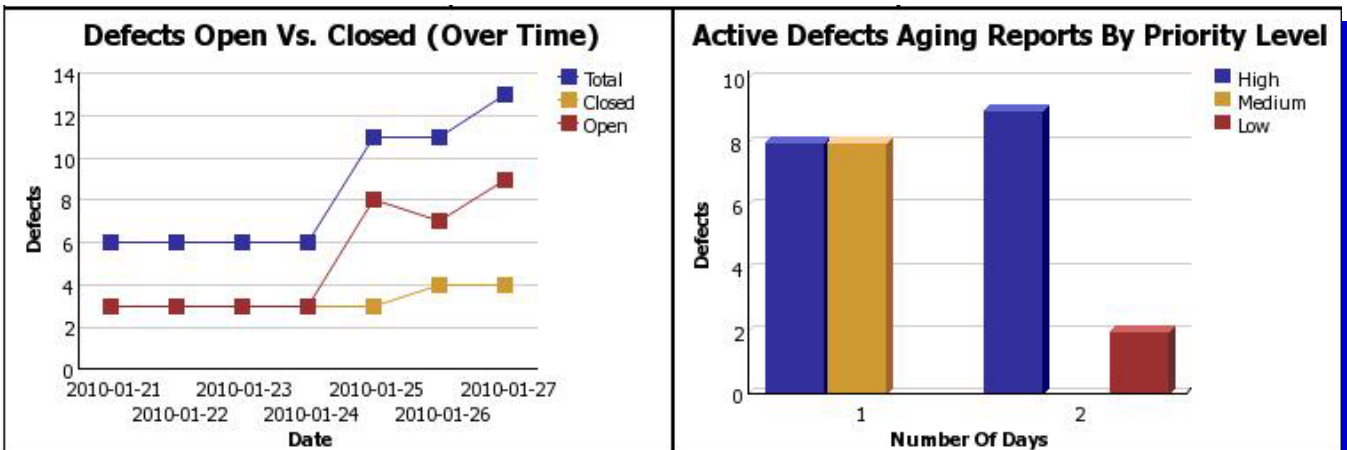 Defects Open Vs. Closed (Over Time)
14
12
10
8
6
4
2
0
Defects
2010-01-21
2010-01-22
2010-01-23
2010-01-24
2010-01-25
2010-01-26
2010-01-27
Date
Total
Closed
Open
Active Defects Aging Reports By Priority Level
10
8
6
4
2
0
Defects
1
2
Number Of Days
High
Medium
Low